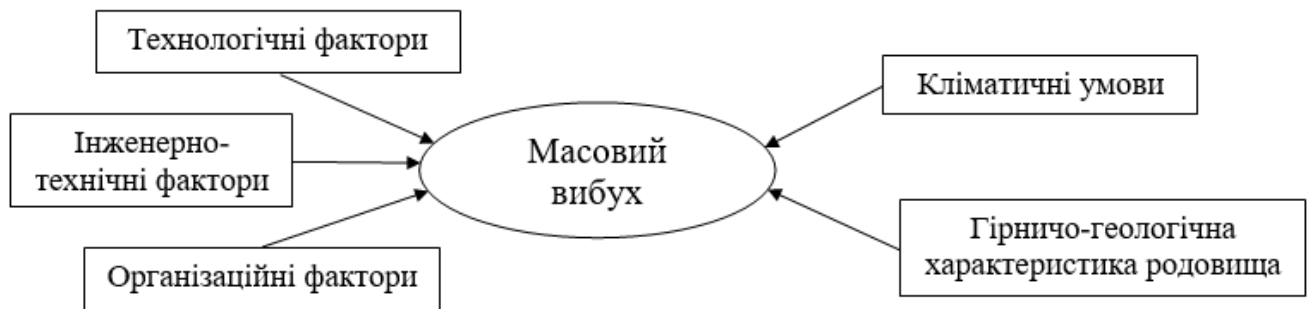 Технологічні фактори
Інженерно-
технічні фактори
Організаційні фактори
Масовий
вибух
Кліматичні умови
Гірничо-геологічна
характеристика родовища